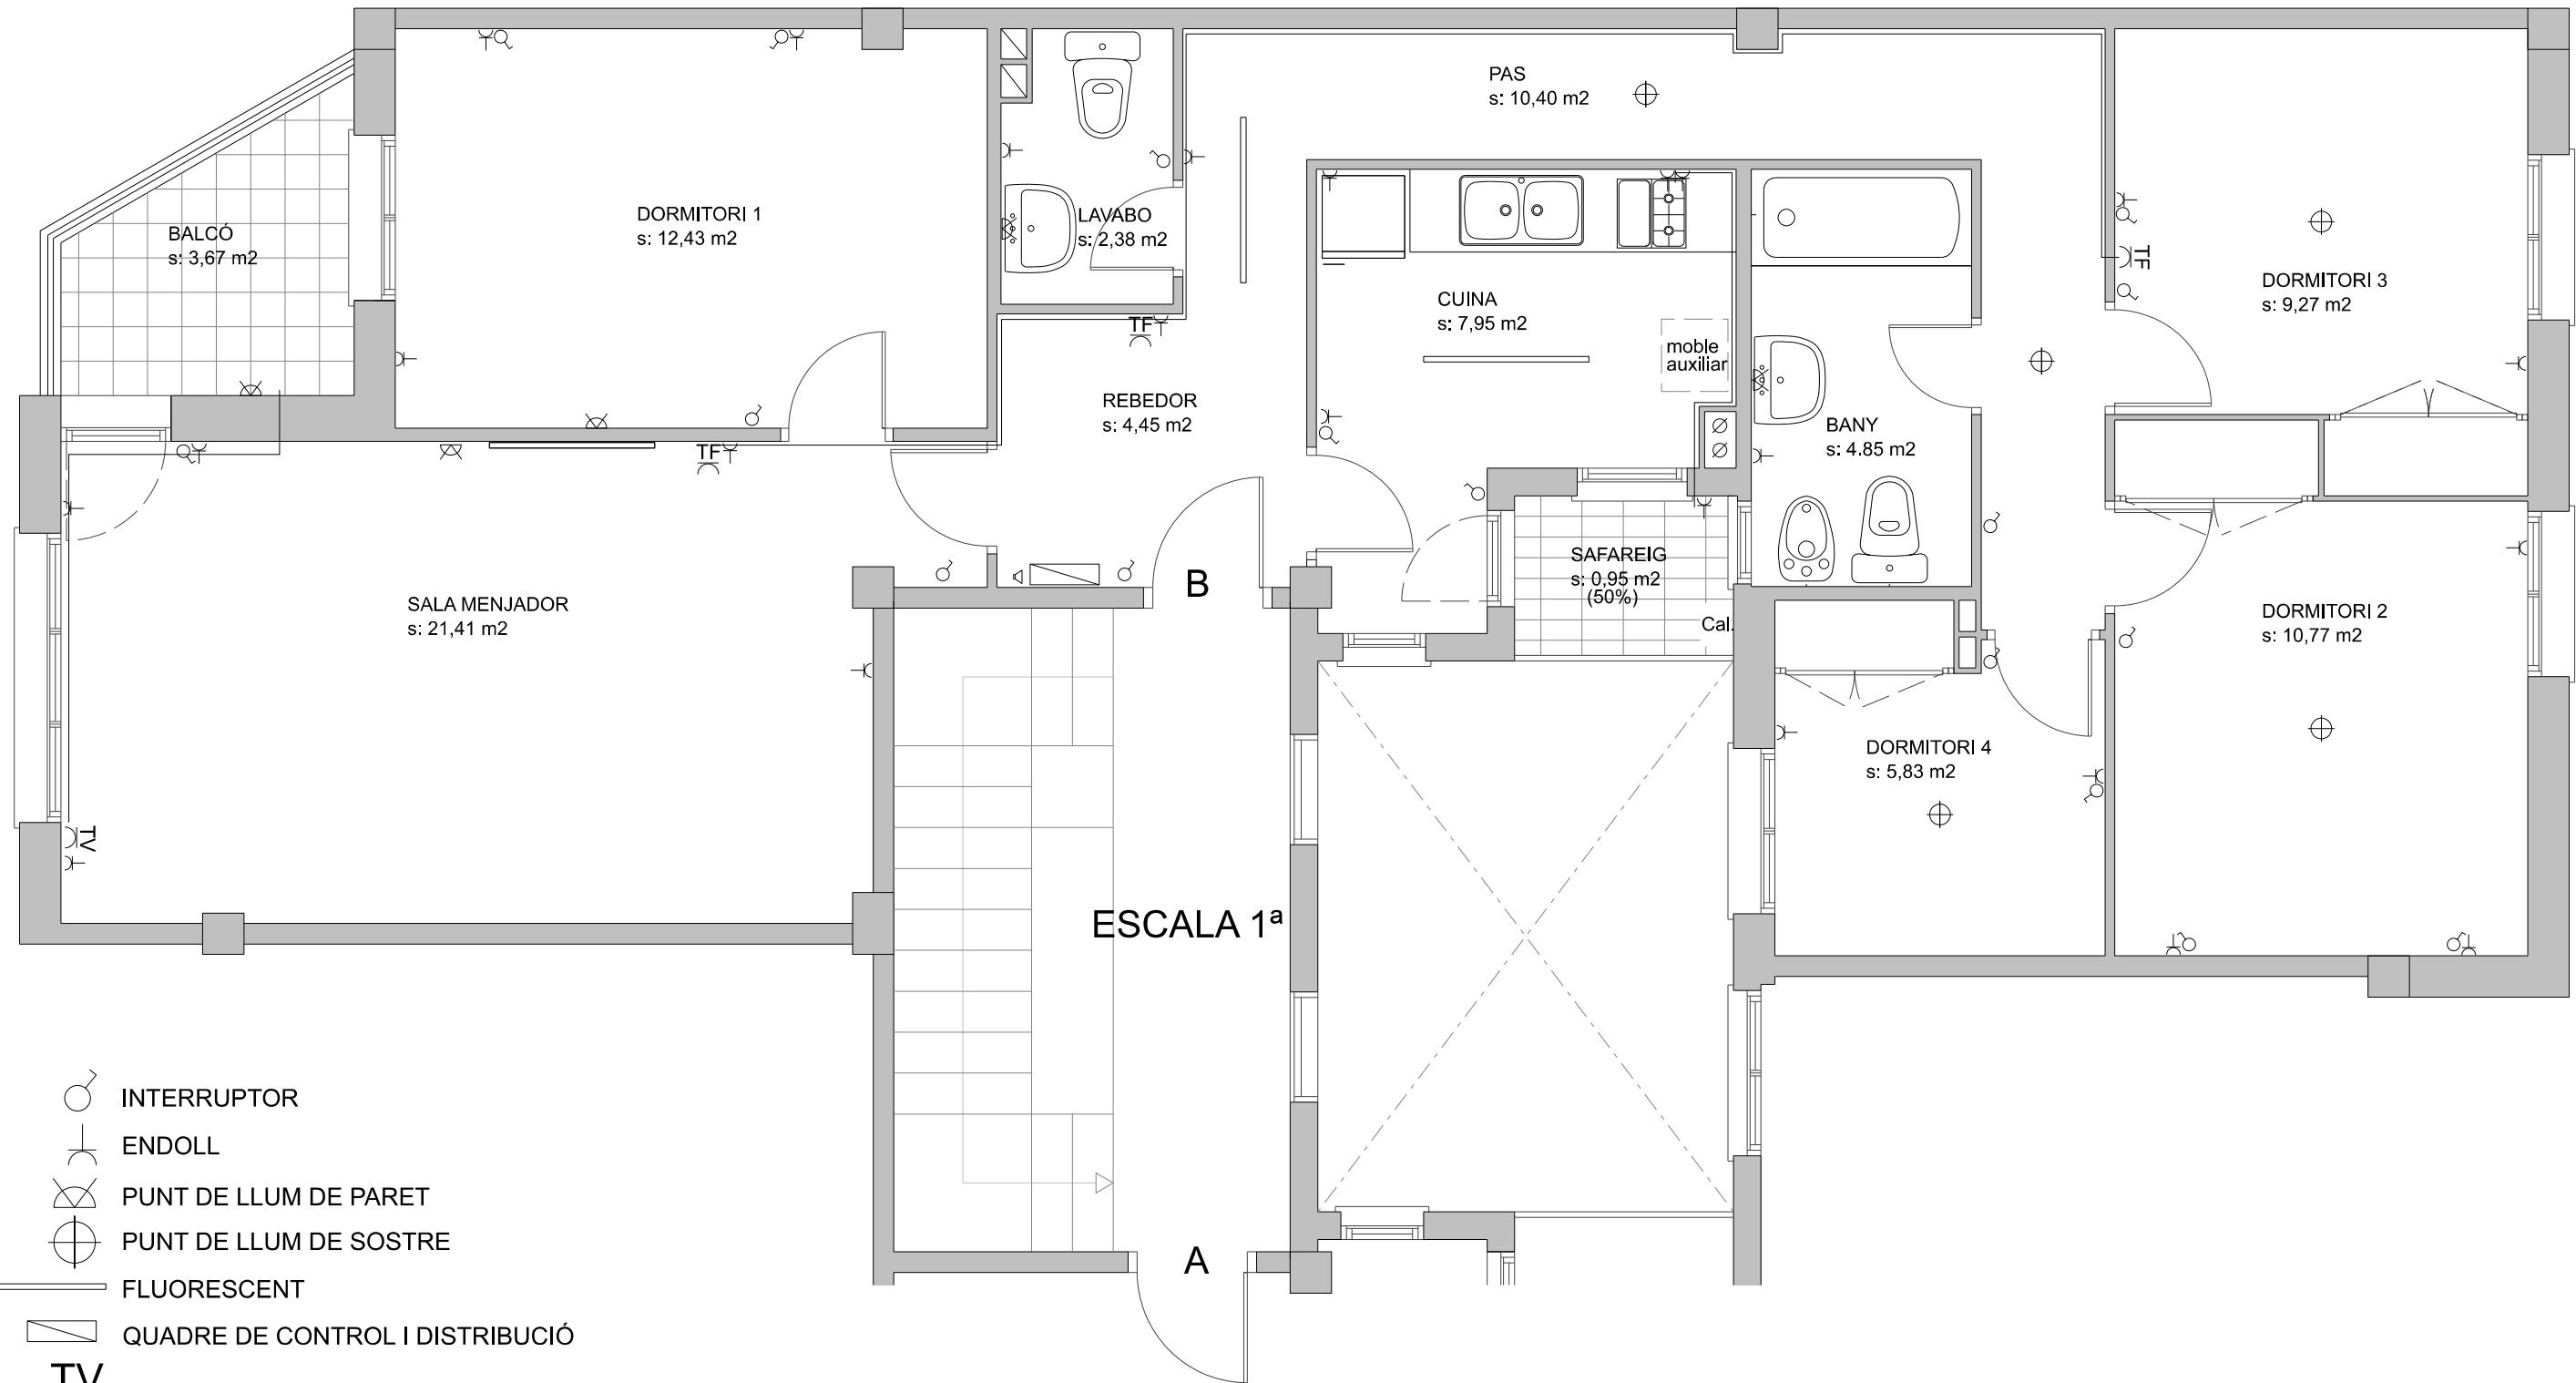 PAS
s: 10,40 m2
DORMITORI 1
s: 12,43 m2
LAVABO
s: 2,38 m2
BALCÓ
s: 3,67 m2
TF
DORMITORI 3
s: 9,27 m2
CUINA
s: 7,95 m2
TF
moble
auxiliar
REBEDOR
s: 4,45 m2
BANY
s: 4.85 m2
TF
SAFAREIG
s: 0,95 m2
(50%)
B
SALA MENJADOR
s: 21,41 m2
Cal.
DORMITORI 2
s: 10,77 m2
DORMITORI 4
s: 5,83 m2
TV
ESCALA 1ª
A
INTERRUPTOR
ENDOLL
PUNT DE LLUM DE PARET
PUNT DE LLUM DE SOSTRE
FLUORESCENT
QUADRE DE CONTROL I DISTRIBUCIÓ
TV